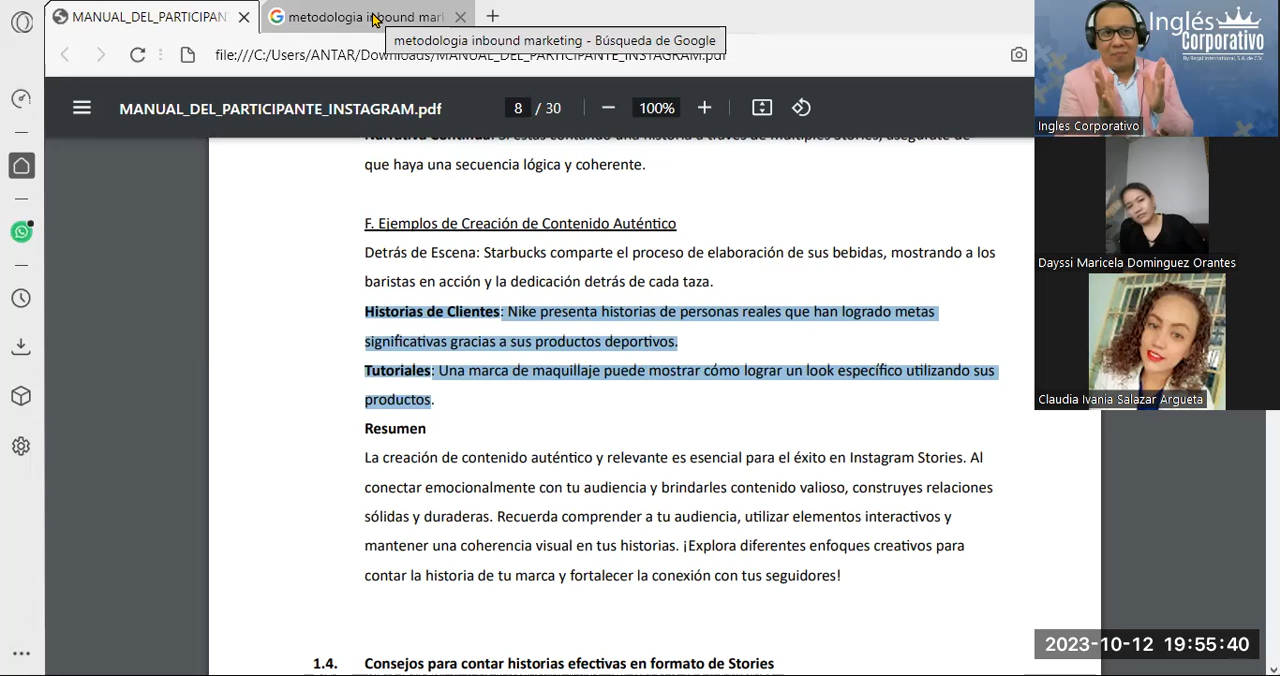 MANUAL_DEL_PARTICIPAN
metodologia inbound mar
metodologia inbound marketing - Búsqueda de Google
file:///C:/Users/ANTAR/Downloads/MANUAL_DEL_PARTICIPANTE_INSTAGRAM.pdf
MANUAL_DEL_PARTICIPANTE_INSTAGRAM.pdf
8 / 30
100%
que haya una secuencia lógica y coherente.
F. Ejemplos de Creación de Contenido Auténtico
Detrás de Escena: Starbucks comparte el proceso de elaboración de sus bebidas, mostrando a los
baristas en acción y la dedicación detrás de cada taza.
Historias de Clientes: Nike presenta historias de personas reales que han logrado metas
significativas gracias a sus productos deportivos.
Tutoriales: Una marca de maquillaje puede mostrar cómo lograr un look específico utilizando sus
productos.
Resumen
La creación de contenido auténtico y relevante es esencial para el éxito en Instagram Stories. Al
conectar emocionalmente con tu audiencia y brindarles contenido valioso, construyes relaciones
sólidas y duraderas. Recuerda comprender a tu audiencia, utilizar elementos interactivos y
mantener una coherencia visual en tus historias. ¡Explora diferentes enfoques creativos para
contar la historia de tu marca y fortalecer la conexión con tus seguidores!
1.4. Consejos para contar historias efectivas en formato de Stories
Inglés
Corporativo
By Regal International, S.A. de C.V.
Ingles Corporativo
Dayssi Maricela Dominguez Orantes
Claudia Ivania Salazar Argueta
2023-10-12 19:55:40